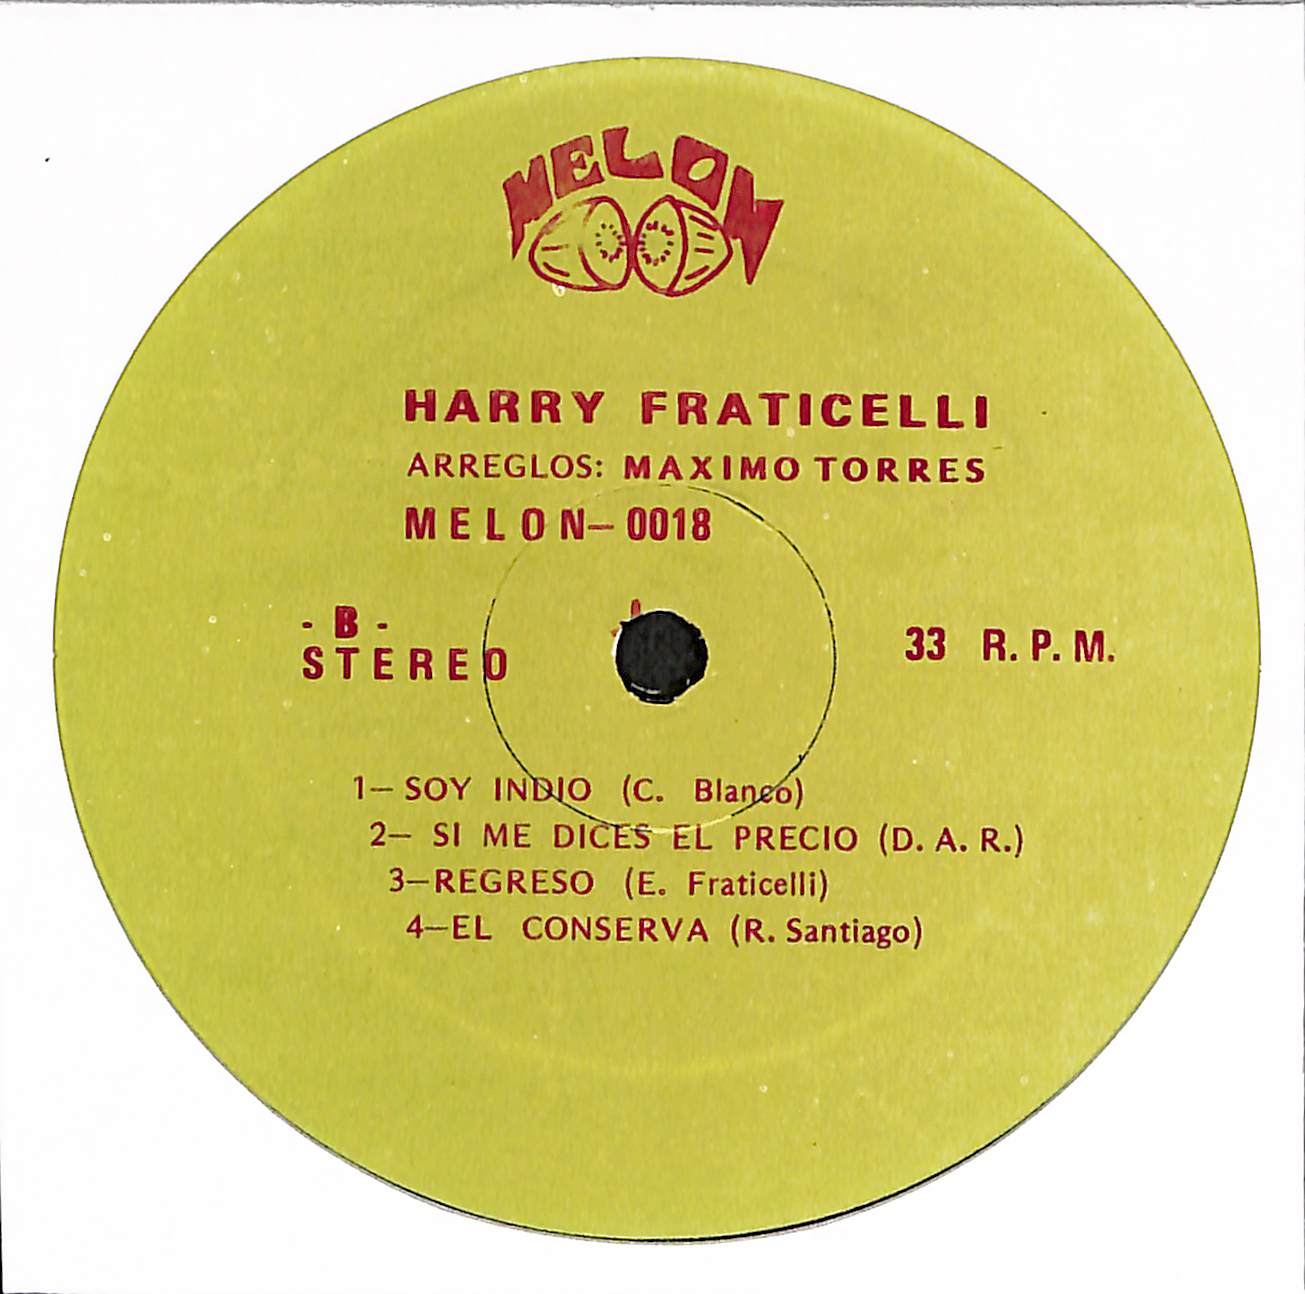 MELON
HARRY FRATICELLI
ARREGLOS: MAXIMO TORRES
MELON— 0018
- B -
STEREO
33 R. P. M.
1— SOY INDIO (C. Blanco)
2— SI ME DICES EL PRECIO (D. A. R.)
3—REGRESO (E. Fraticelli)
4—EL CONSERVA (R. Santiago)